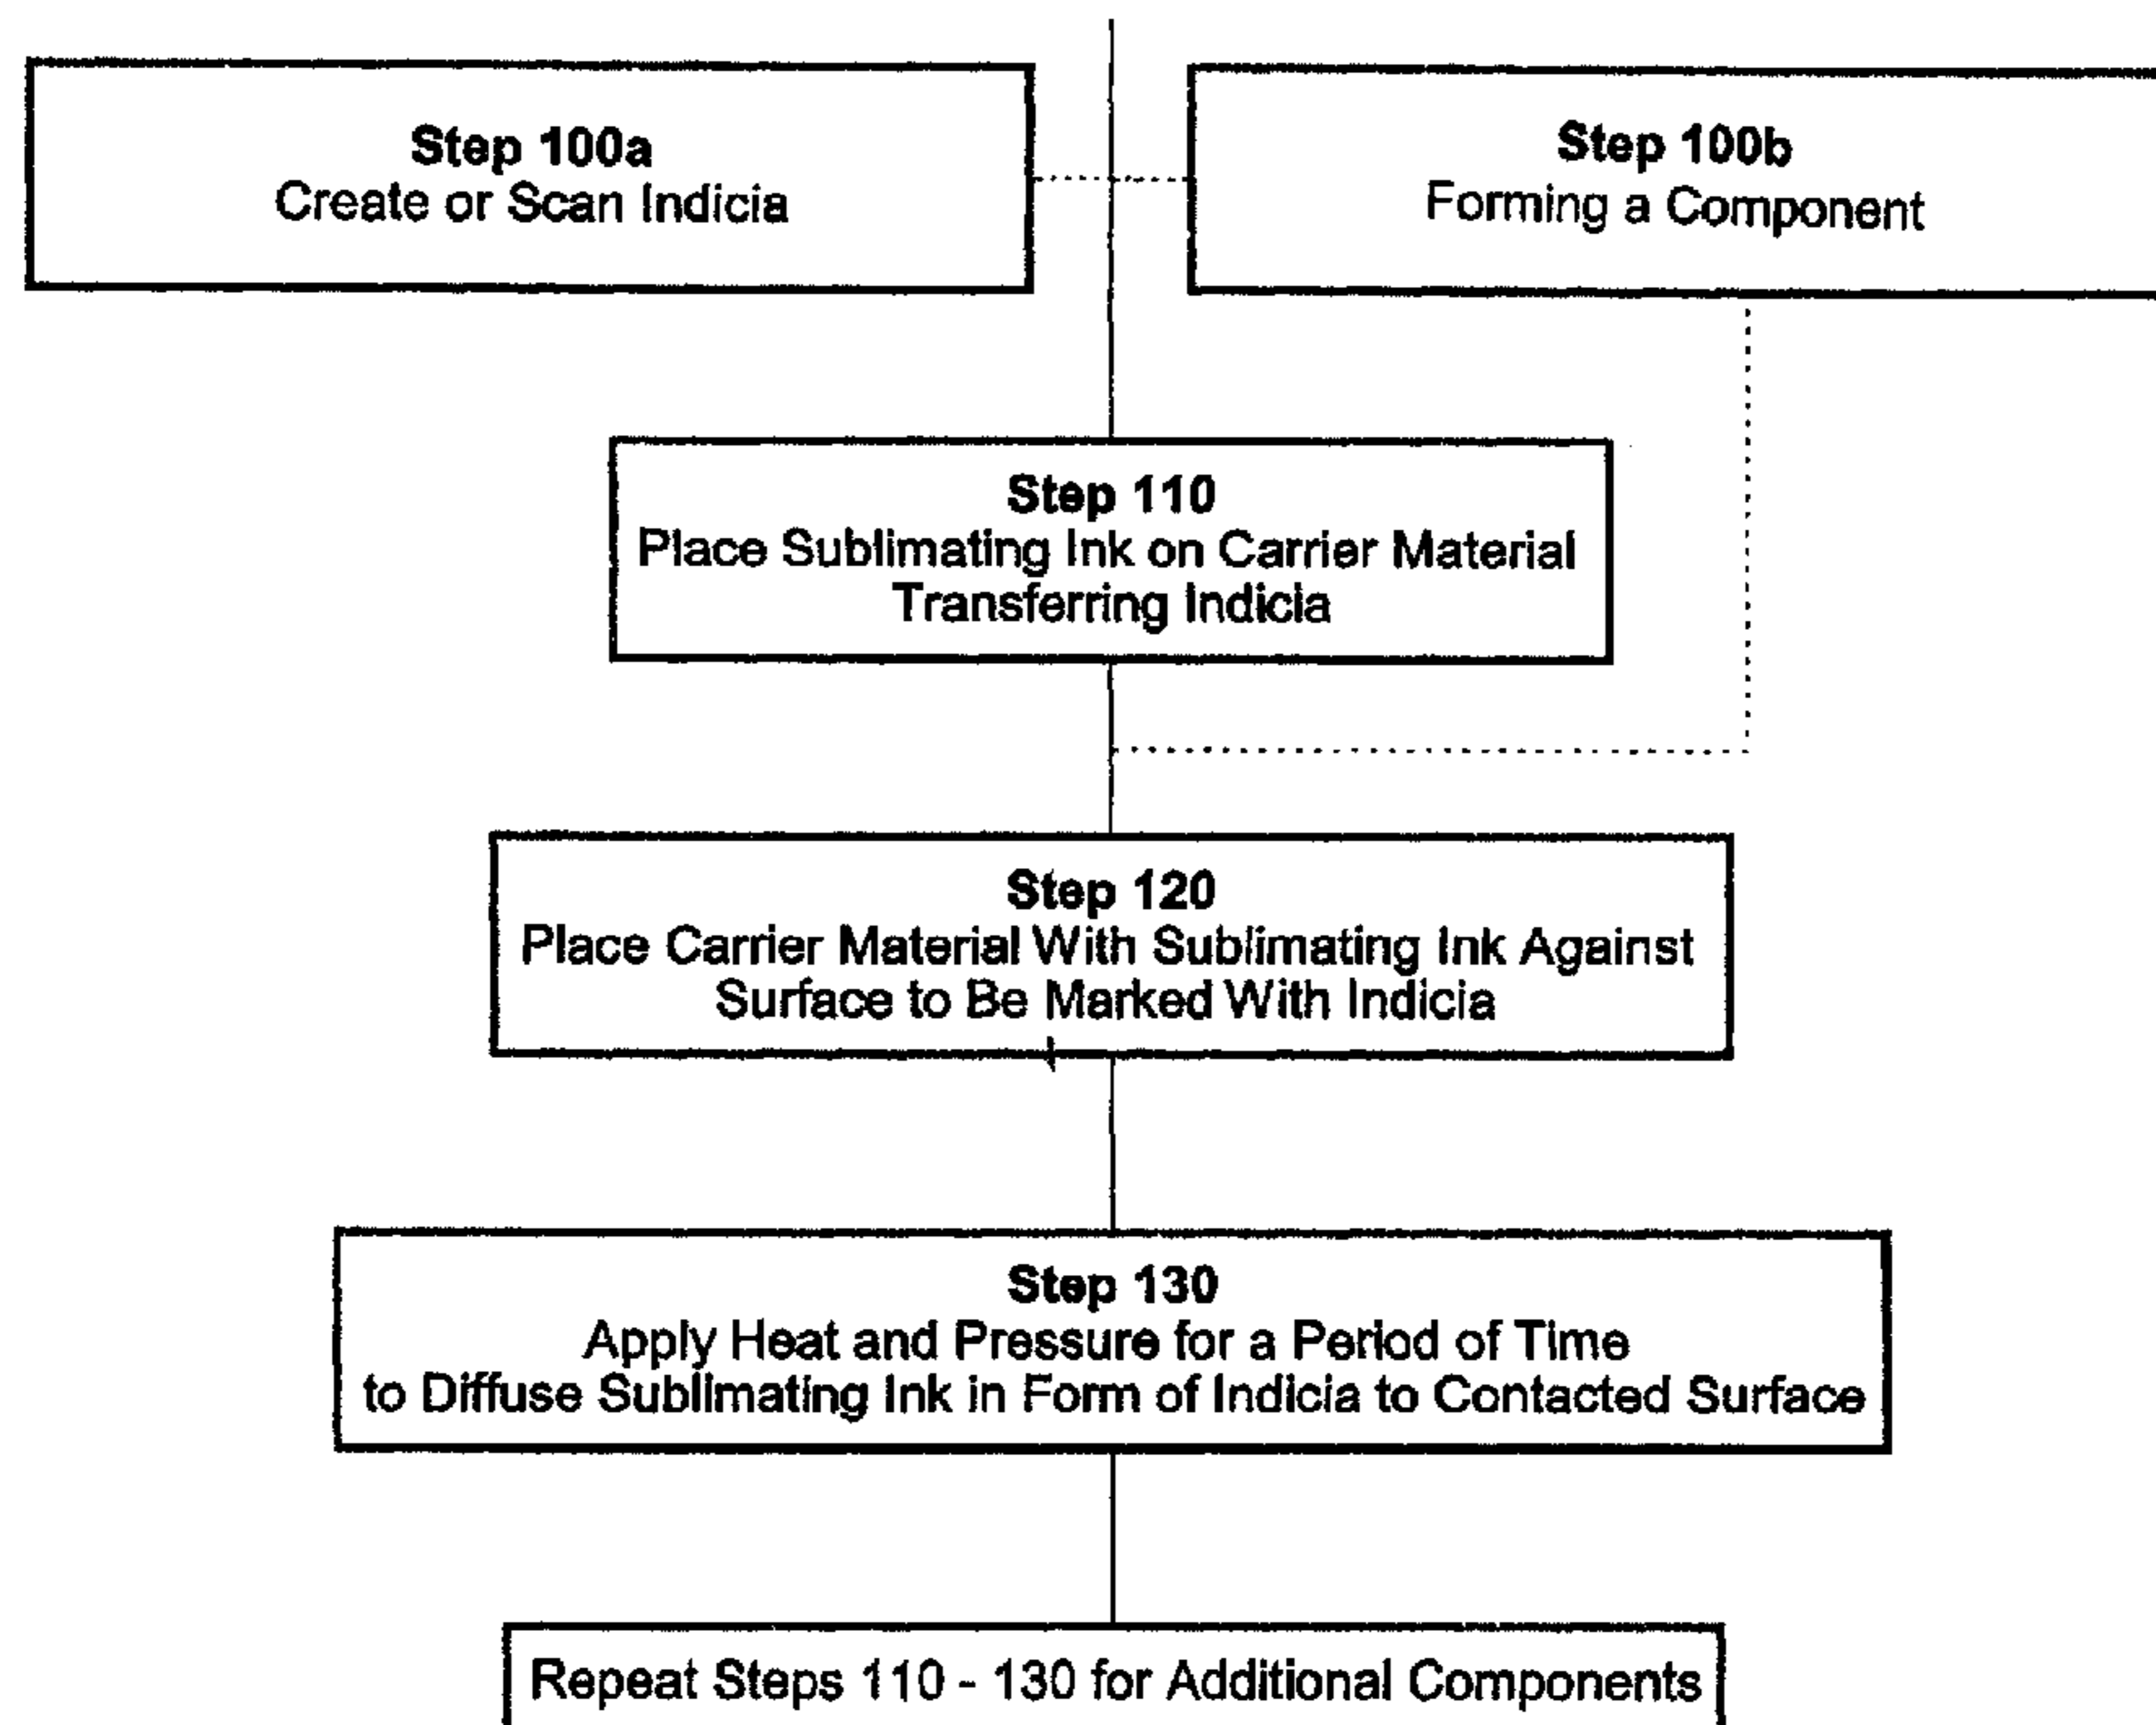 Step 100a
Create or Scan Indicia
Step 100b
Forming a Component
Step 110
Place Sublimating Ink on Carrier Material
Transferring Indicia
Step 120
Place Carrier Material With Sublimating Ink Against
Surface to Be Marked With Indicia
Step 130
Apply Heat and Pressure for a Period of Time
to Diffuse Sublimating Ink in Form of Indicia to Contacted Surface
Repeat Steps 110 - 130 for Additional Components